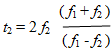 t₂ = 2 f₂ (f₁+f₂)/(f₁-f₂)